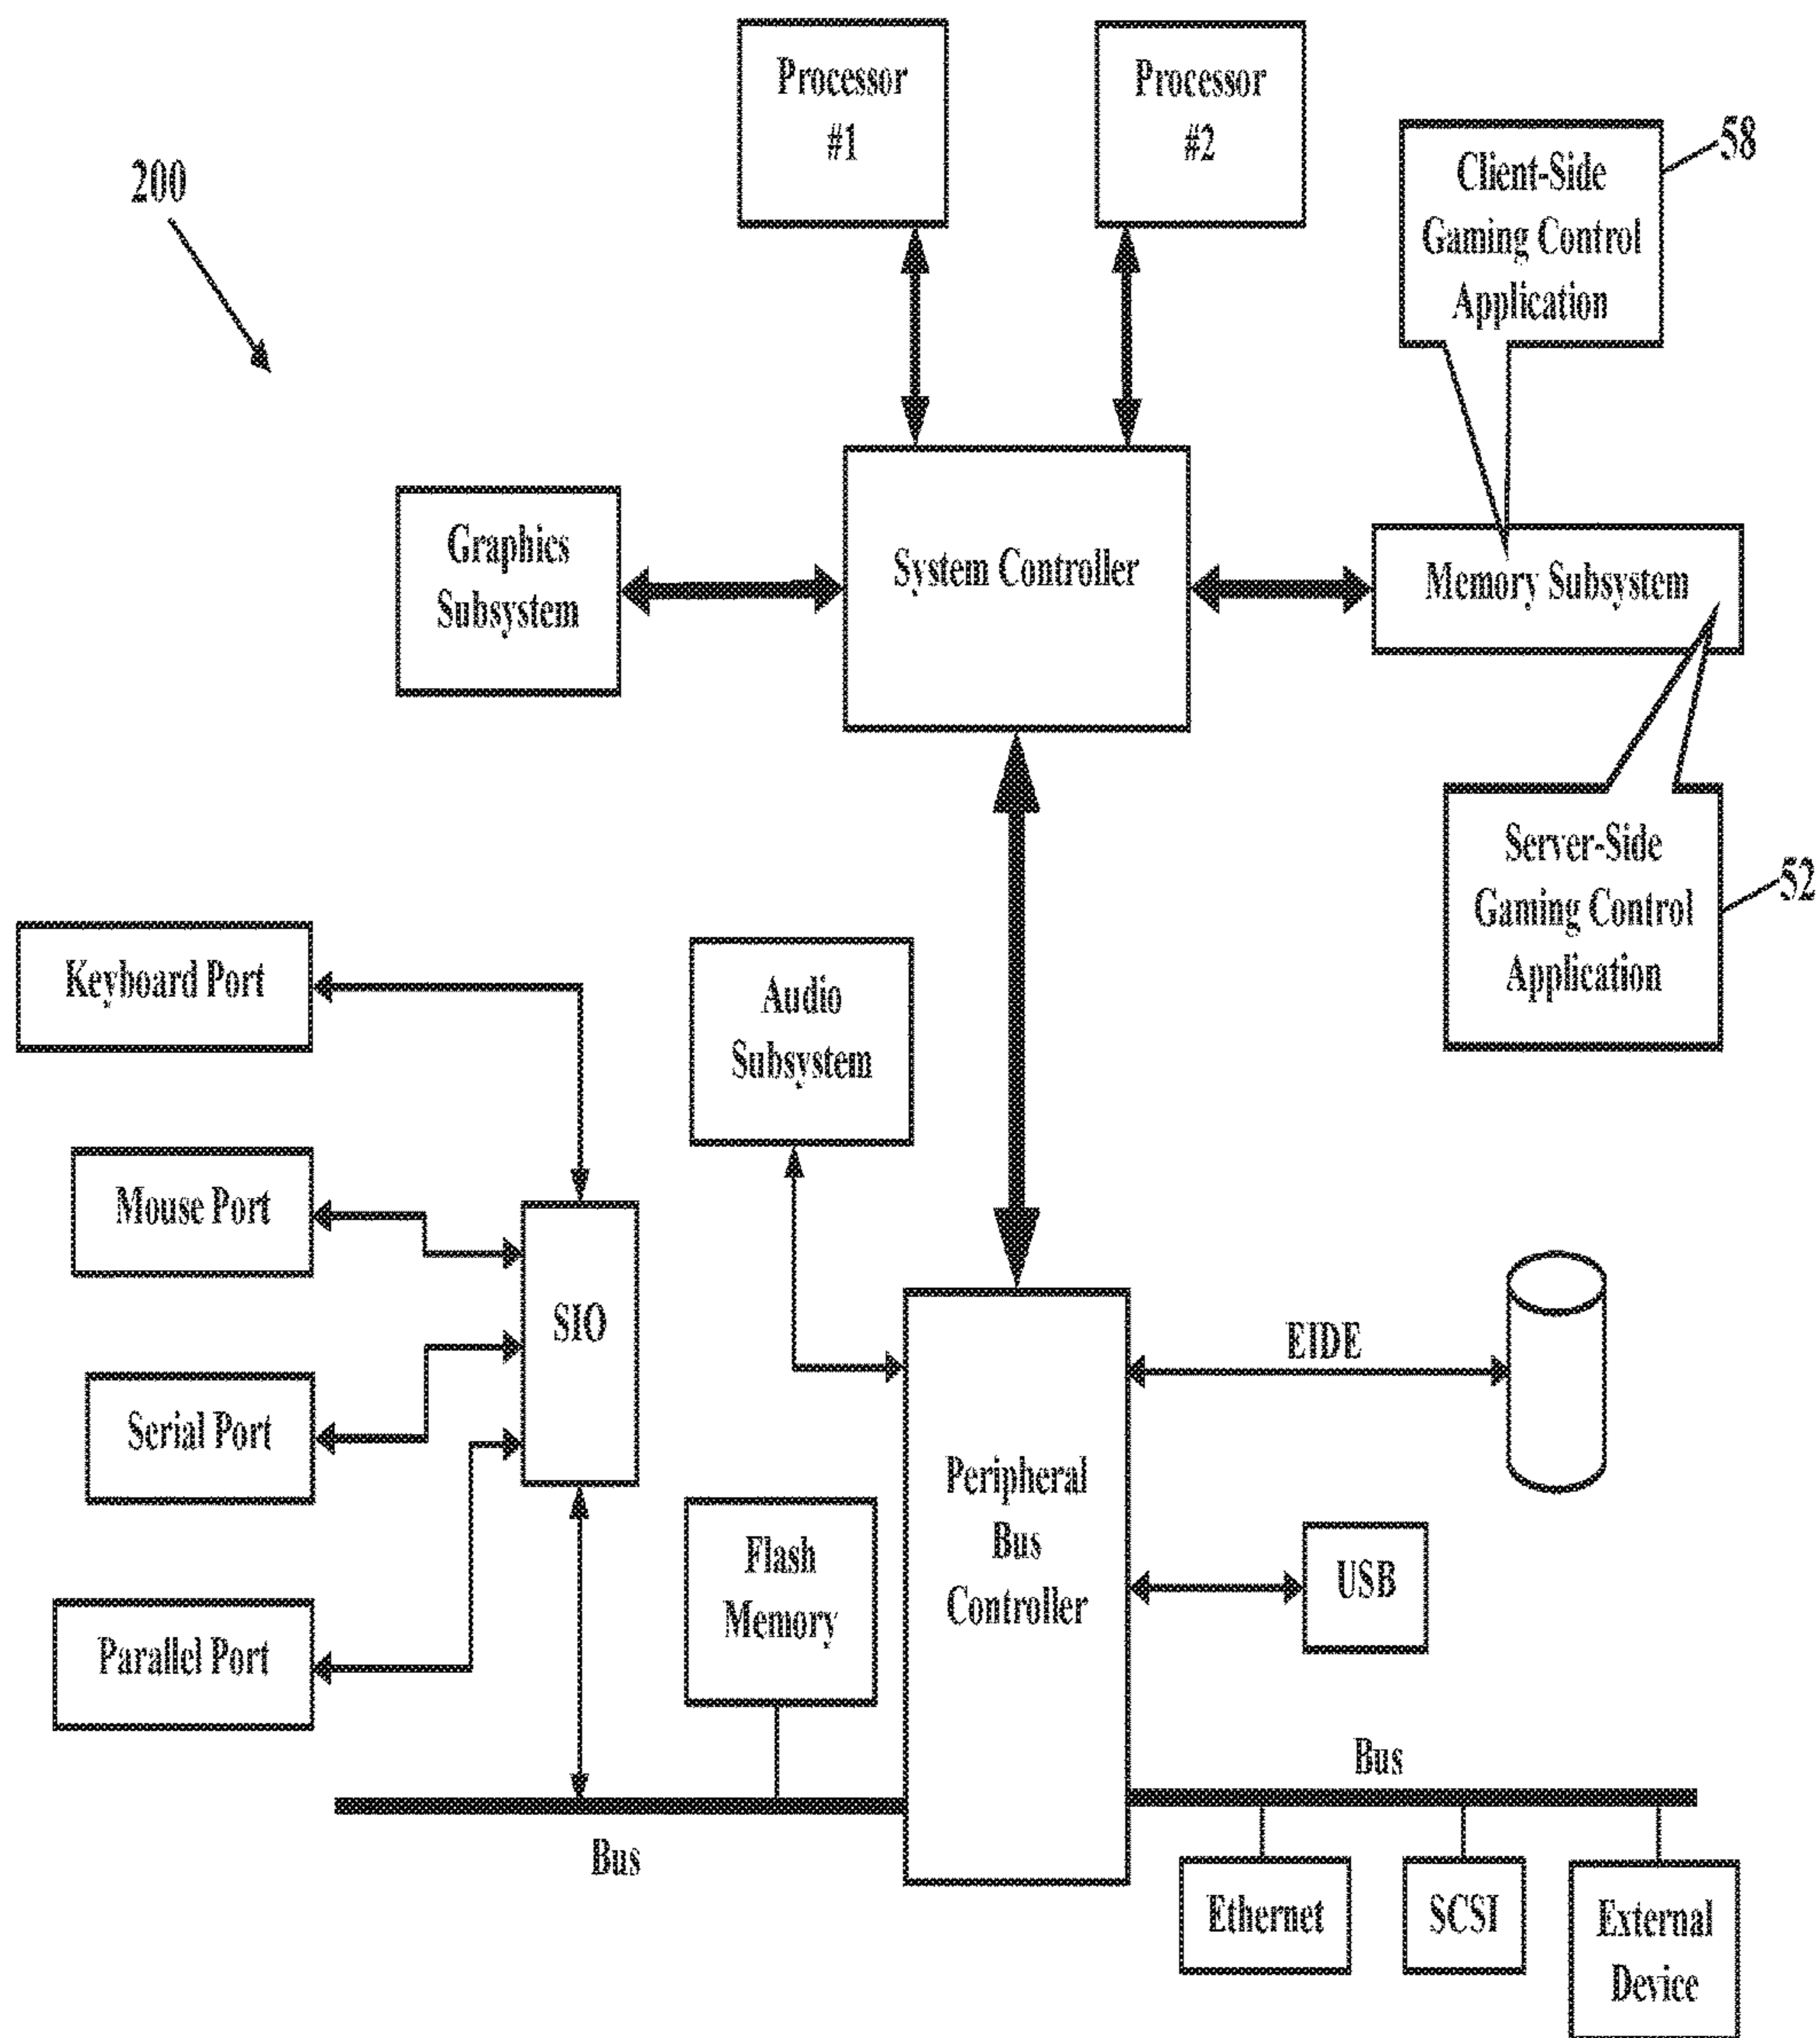 Processor
#1
Processor
#2
200
Client-Side
Gaming Control
Application
58
Graphics
Subsystem
System Controller
Memory Subsystem
Server-Side
Gaming Control
Application
52
Keyboard Port
Audio
Subsystem
Mouse Port
SIO
EIDE
Serial Port
Peripheral
Bus
Controller
Flash
Memory
USB
Parallel Port
Bus
Bus
Ethernet
SCSI
External
Device